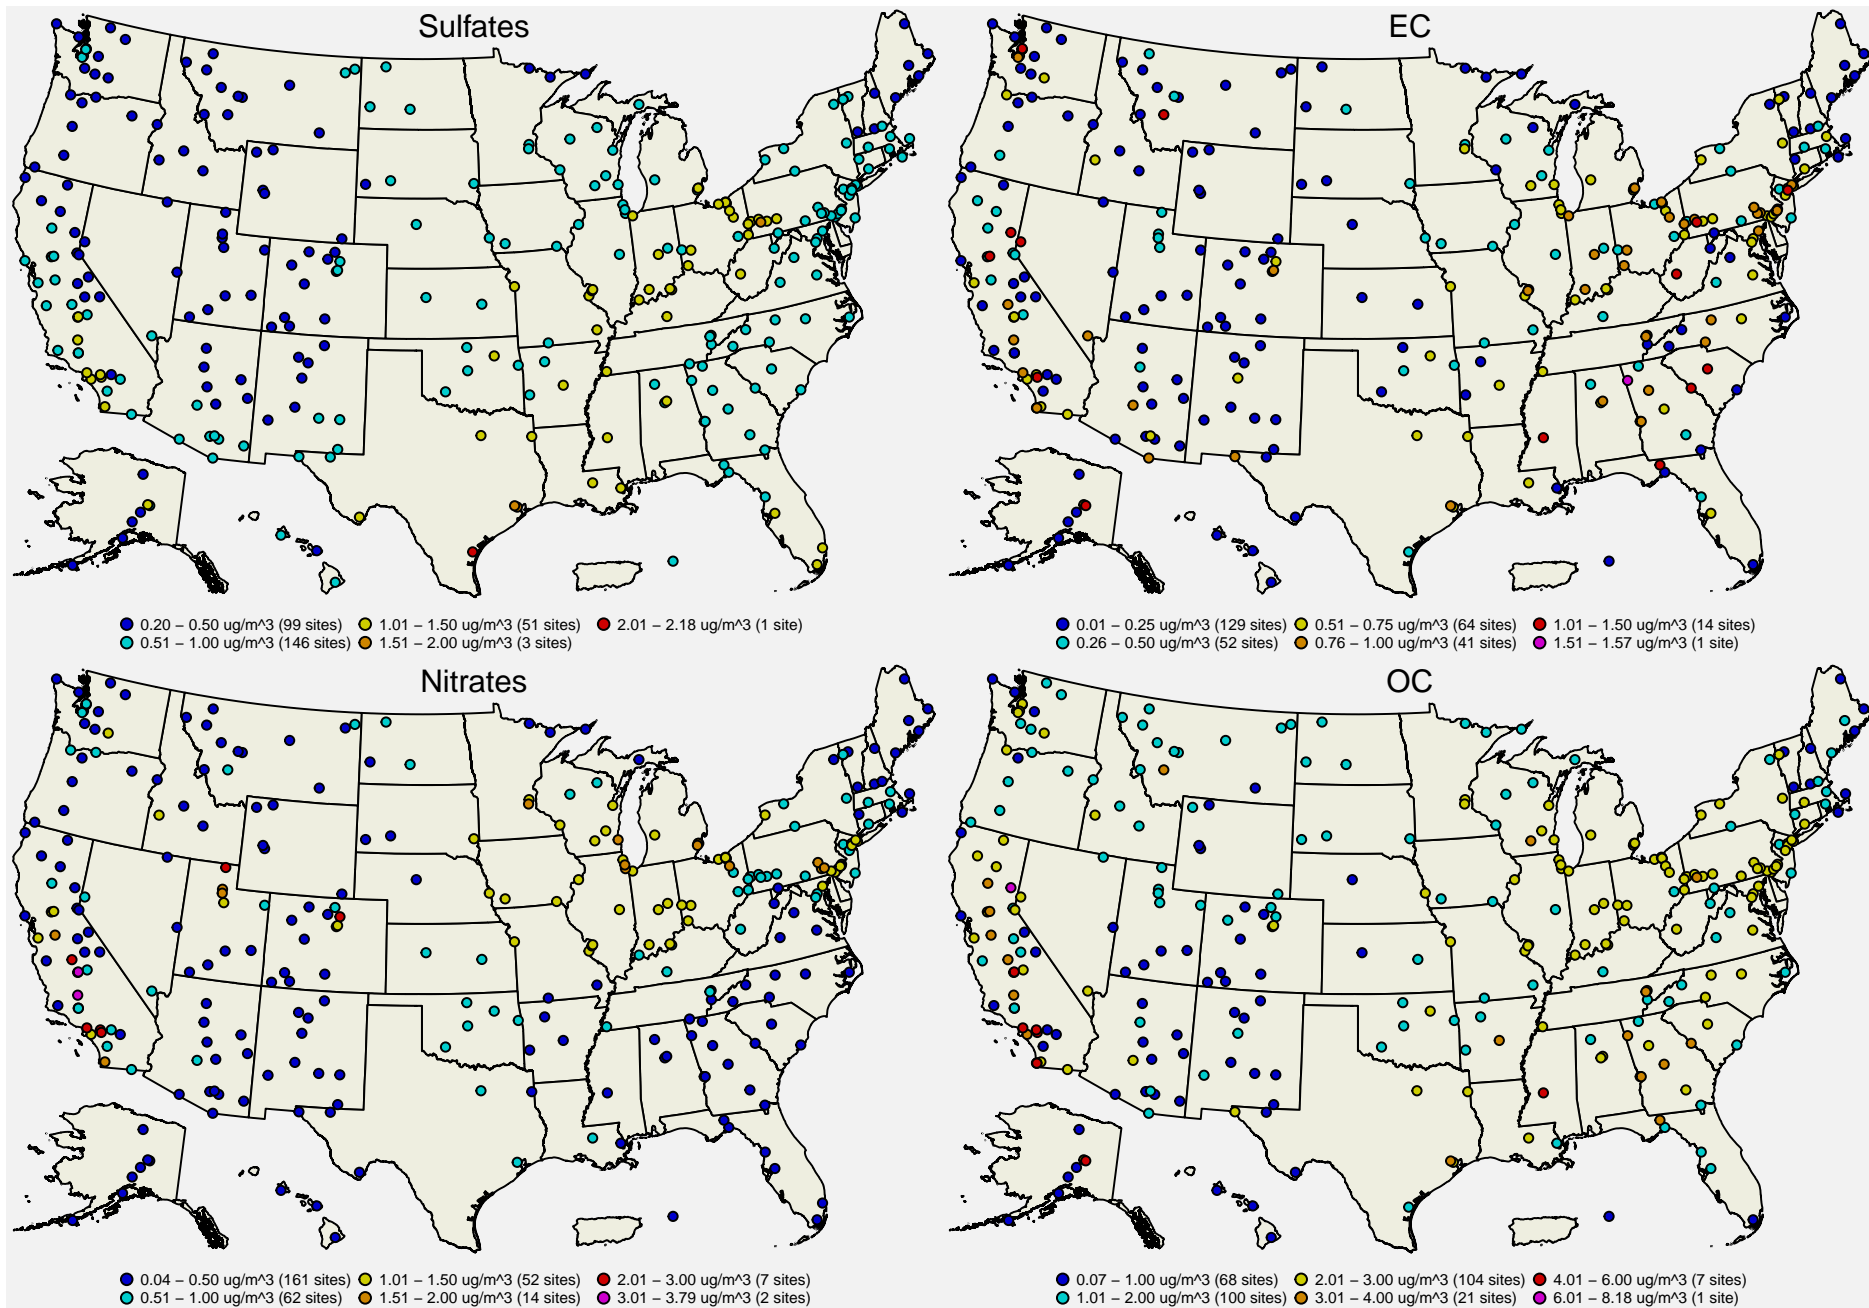 Sulfates
0.20 – 0.50 ug/m^3 (99 sites) 1.01 – 1.50 ug/m^3 (51 sites) 2.01 – 2.18 ug/m^3 (1 site)
0.51 – 1.00 ug/m^3 (146 sites) 1.51 – 2.00 ug/m^3 (3 sites)
EC
0.01 – 0.25 ug/m^3 (129 sites) 0.51 – 0.75 ug/m^3 (64 sites) 1.01 – 1.50 ug/m^3 (14 sites)
0.26 – 0.50 ug/m^3 (52 sites) 0.76 – 1.00 ug/m^3 (41 sites) 1.51 – 1.57 ug/m^3 (1 site)
Nitrates
0.04 – 0.50 ug/m^3 (161 sites) 1.01 – 1.50 ug/m^3 (52 sites) 2.01 – 3.00 ug/m^3 (7 sites)
0.51 – 1.00 ug/m^3 (62 sites) 1.51 – 2.00 ug/m^3 (14 sites) 3.01 – 3.79 ug/m^3 (2 sites)
OC
0.07 – 1.00 ug/m^3 (68 sites) 2.01 – 3.00 ug/m^3 (104 sites) 4.01 – 6.00 ug/m^3 (7 sites)
1.01 – 2.00 ug/m^3 (100 sites) 3.01 – 4.00 ug/m^3 (21 sites) 6.01 – 8.18 ug/m^3 (1 site)